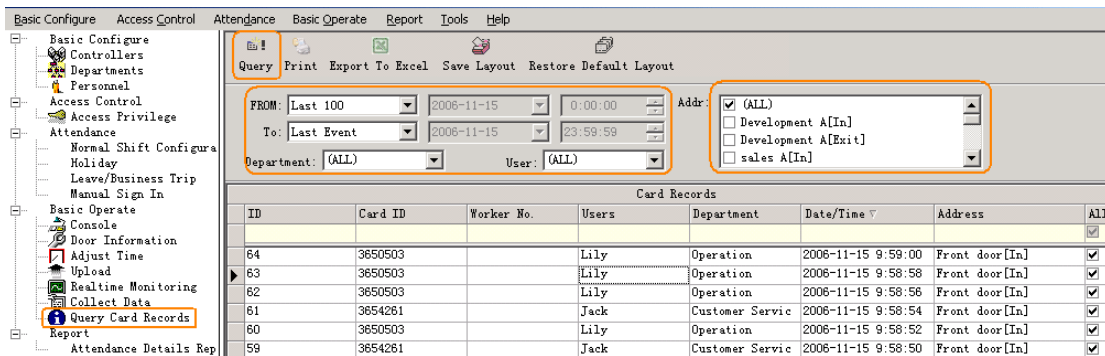 Basic Configure Access Control Attendance Basic Operate Report Tools Help
Basic Configure
Controllers
Departments
Personnel
Access Control
Access Privilege
Attendance
Normal Shift Configura
Holiday
Leave/Business Trip
Manual Sign In
Basic Operate
Console
Door Information
Adjust Time
Upload
Realtime Monitoring
Collect Data
Query Card Records
Report
Attendance Details Rep
Query Print Export To Excel Save Layout Restore Default Layout
FROM: Last 100 2006-11-15 0:00:00
To: Last Event 2006-11-15 23:59:59
Department: (ALL) User: (ALL)
Addr: (ALL)
Development A[In]
Development A[Exit]
sales A[In]
Card Records
ID Card ID Worker No. Users Department Date/Time Address All
64 3650503 Lily Operation 2006-11-15 9:59:00 Front door[In]
63 3650503 Lily Operation 2006-11-15 9:58:58 Front door[In]
62 3650503 Lily Operation 2006-11-15 9:58:56 Front door[In]
61 3654261 Jack Customer Servic 2006-11-15 9:58:54 Front door[In]
60 3650503 Lily Operation 2006-11-15 9:58:52 Front door[In]
59 3654261 Jack Customer Servic 2006-11-15 9:58:50 Front door[In]